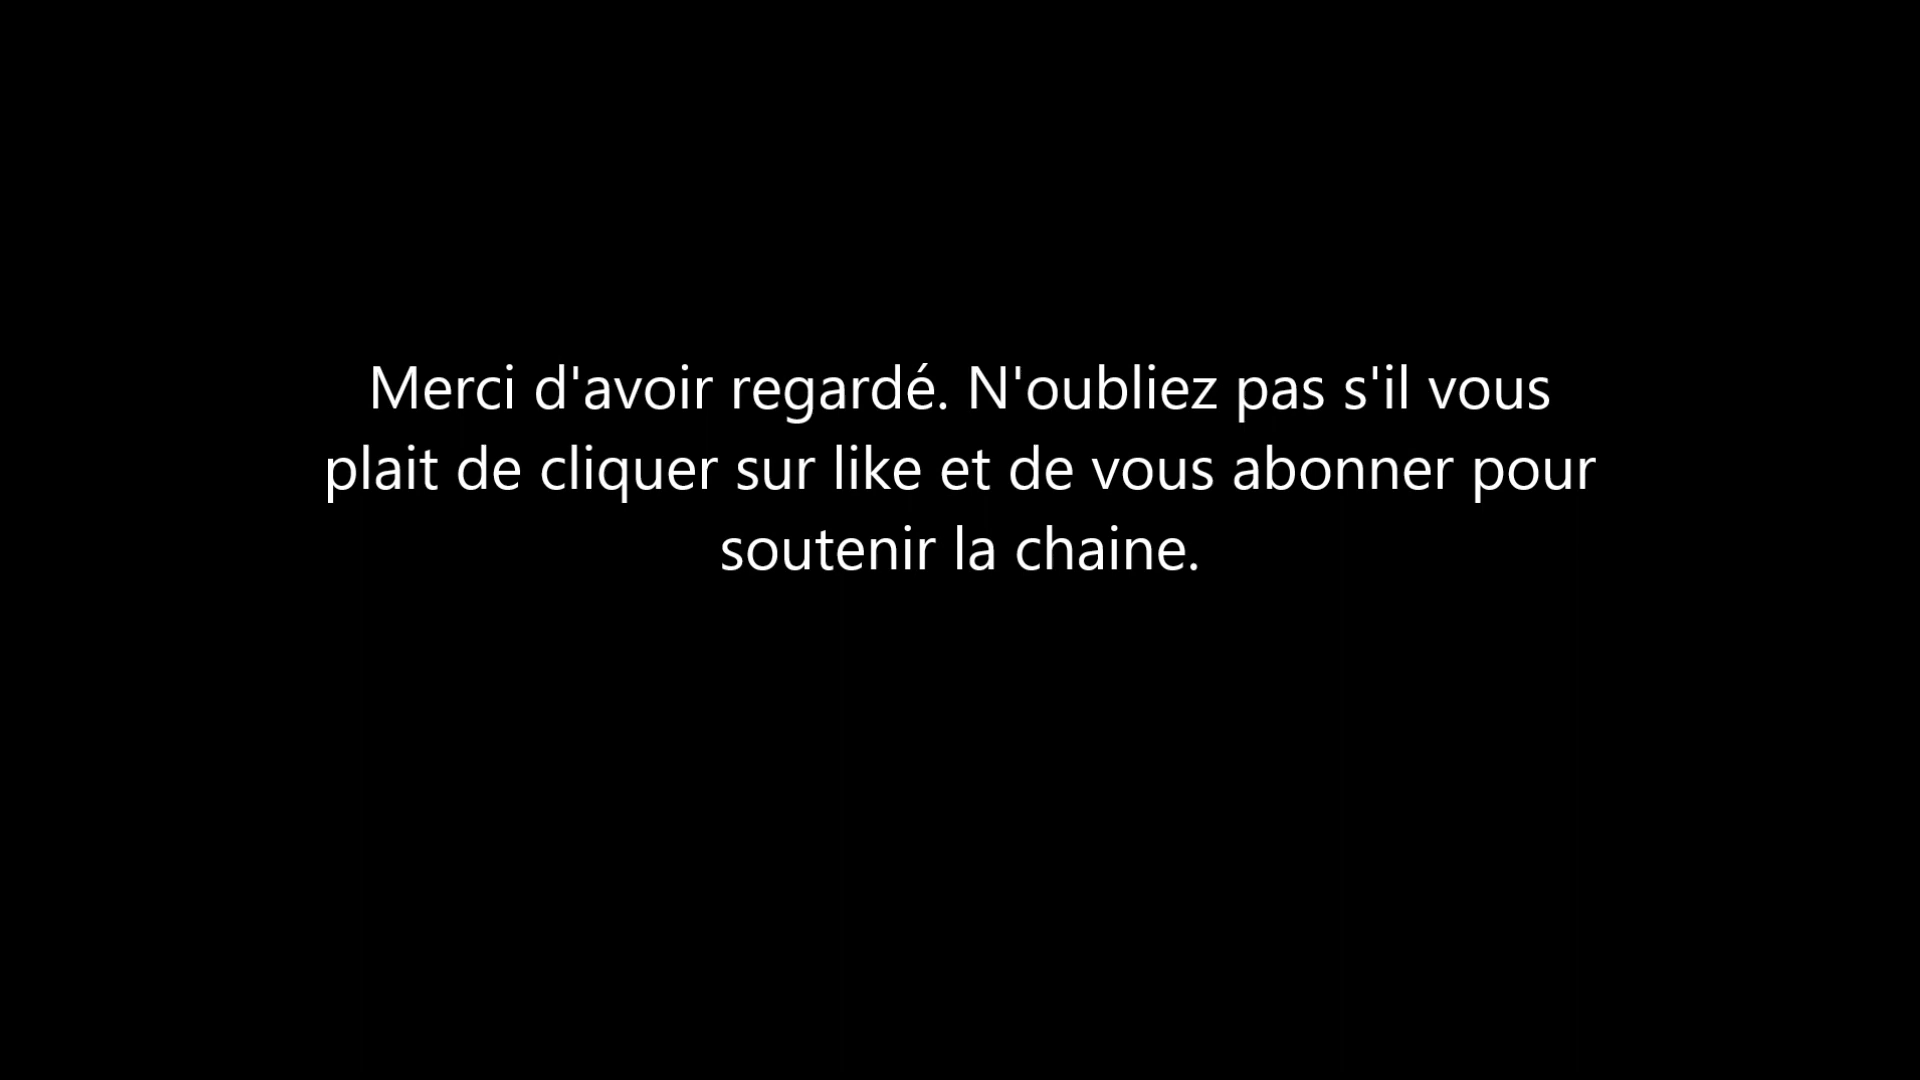 Merci d'avoir regardé. N'oubliez pas s'il vous
plait de cliquer sur like et de vous abonner pour
soutenir la chaine.